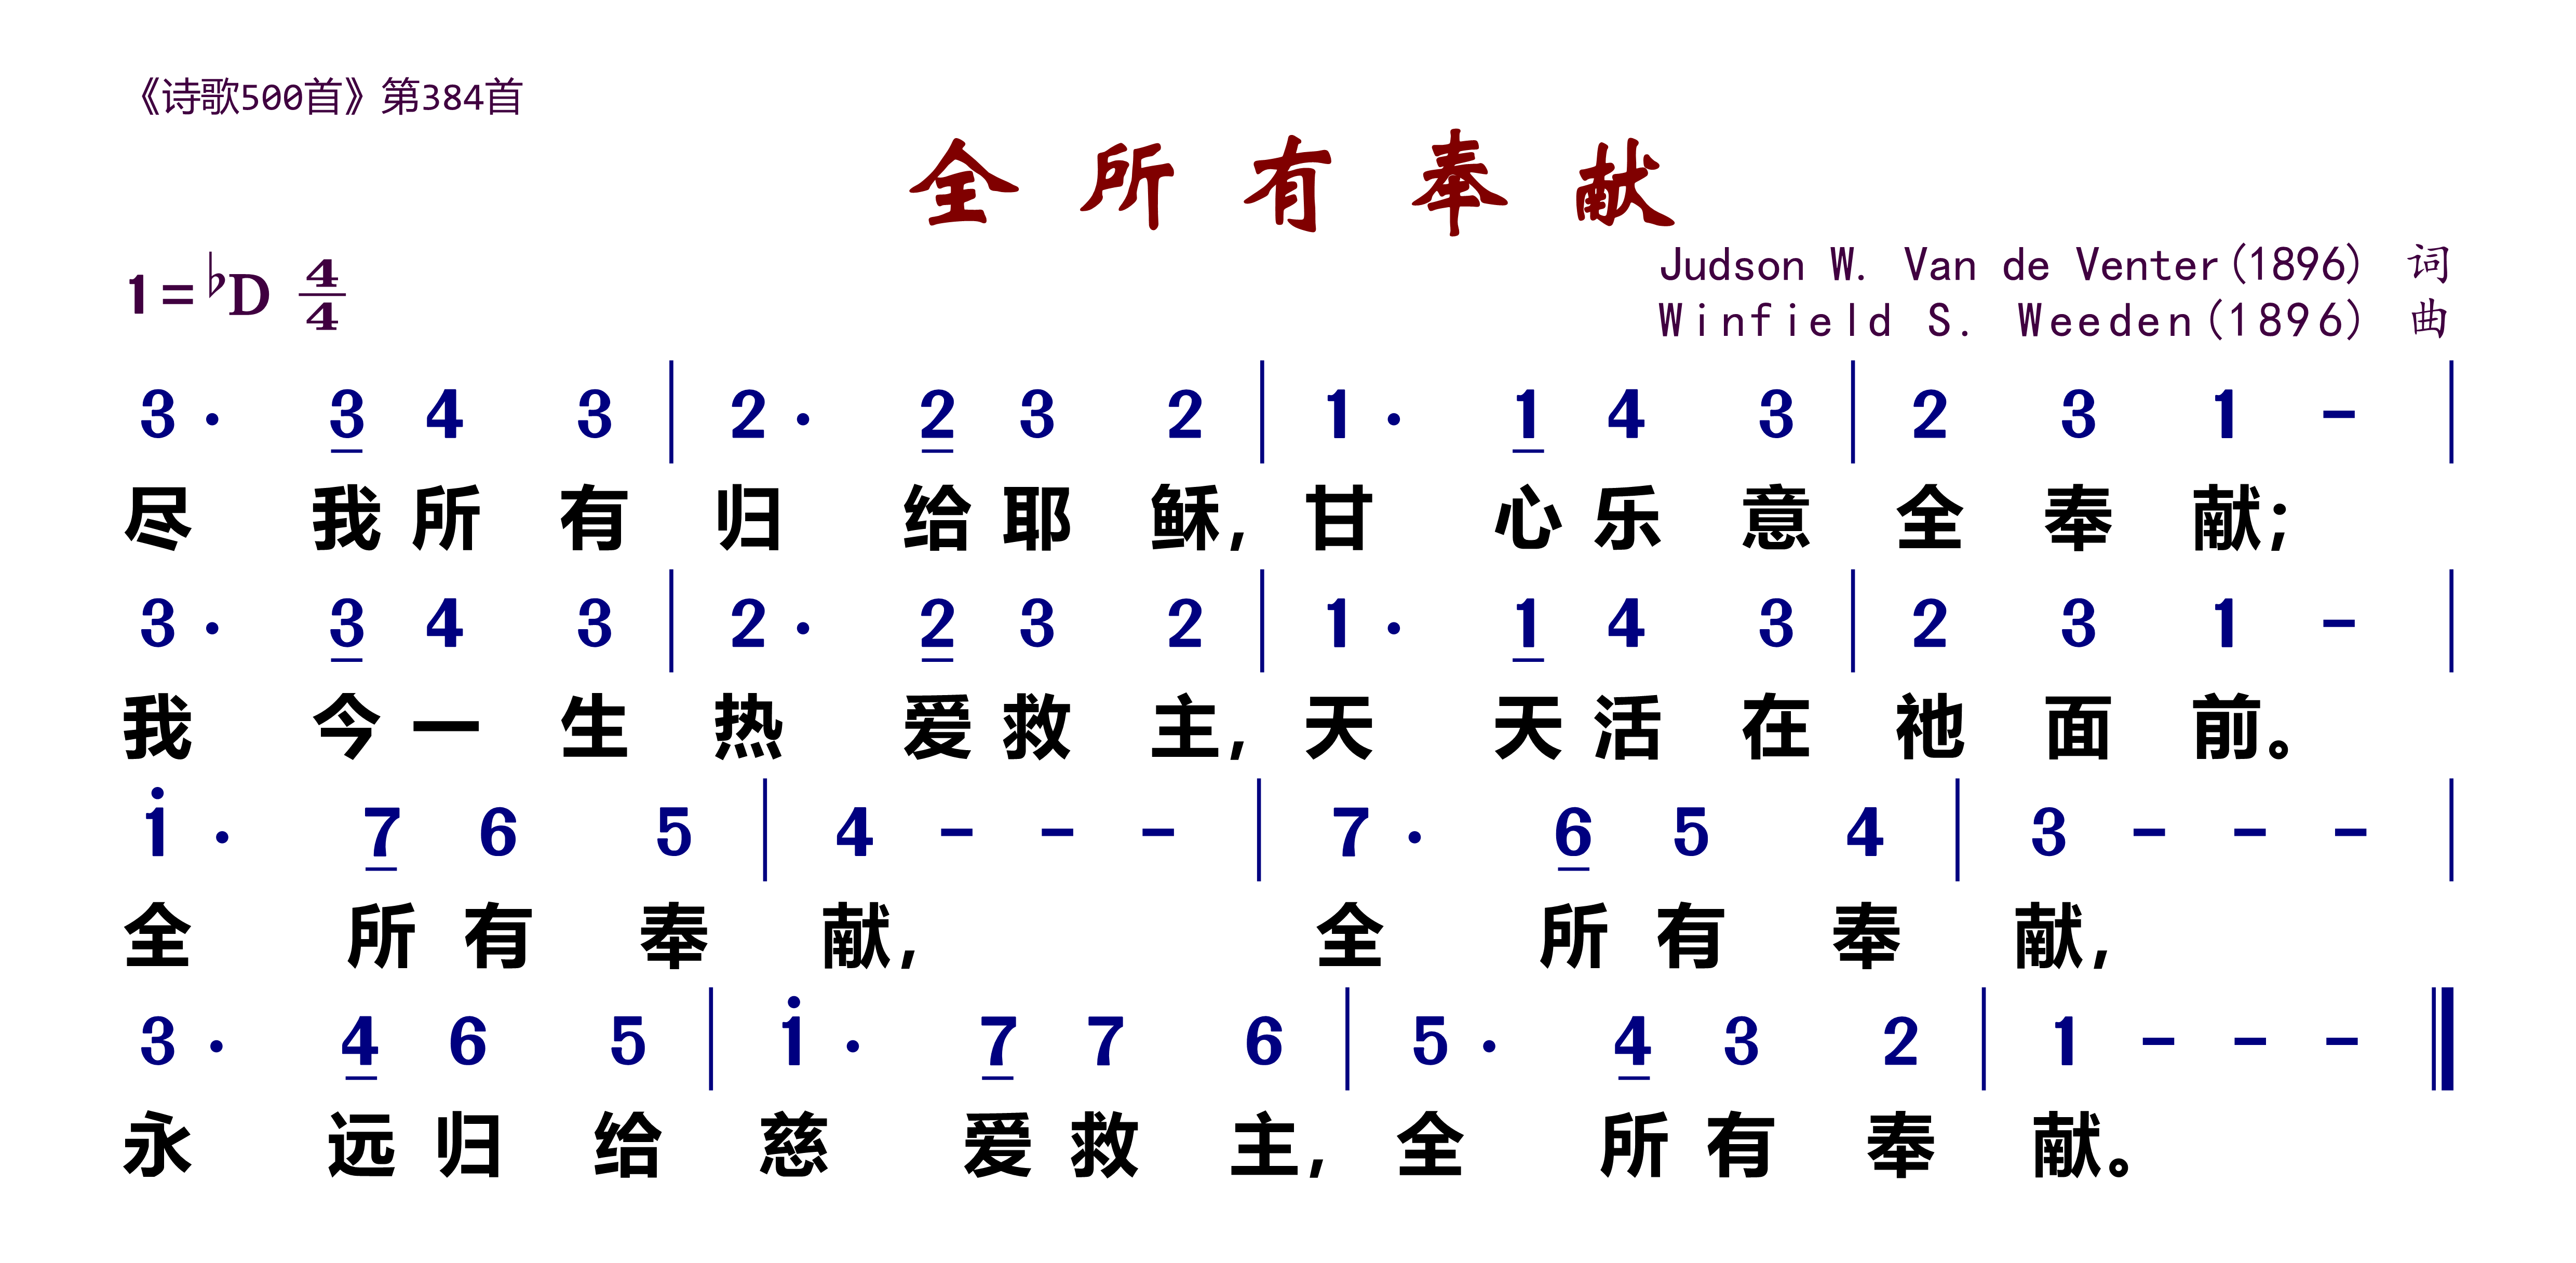 《诗歌500首》第384首
全所有奉献
1=♭D 4/4
Judson W. Van de Venter(1896) 词
Winfield S. Weeden(1896) 曲
3· 3 4 3 | 2· 2 3 2 | 1· 1 4 3 | 2 3 1 - |
尽我所有归给耶稣,甘心乐意全奉献;
3· 3 4 3 | 2· 2 3 2 | 1· 1 4 3 | 2 3 1 - |
我今一生热爱救主,天天活在祂面前。
1̇· 7 6 5 | 4 - - - | 7· 6 5 4 | 3 - - - |
全所有奉献,全所有奉献,
3· 4 6 5 | 1̇· 7 7 6 | 5· 4 3 2 | 1 - - - ‖
永远归给慈爱救主,全所有奉献。